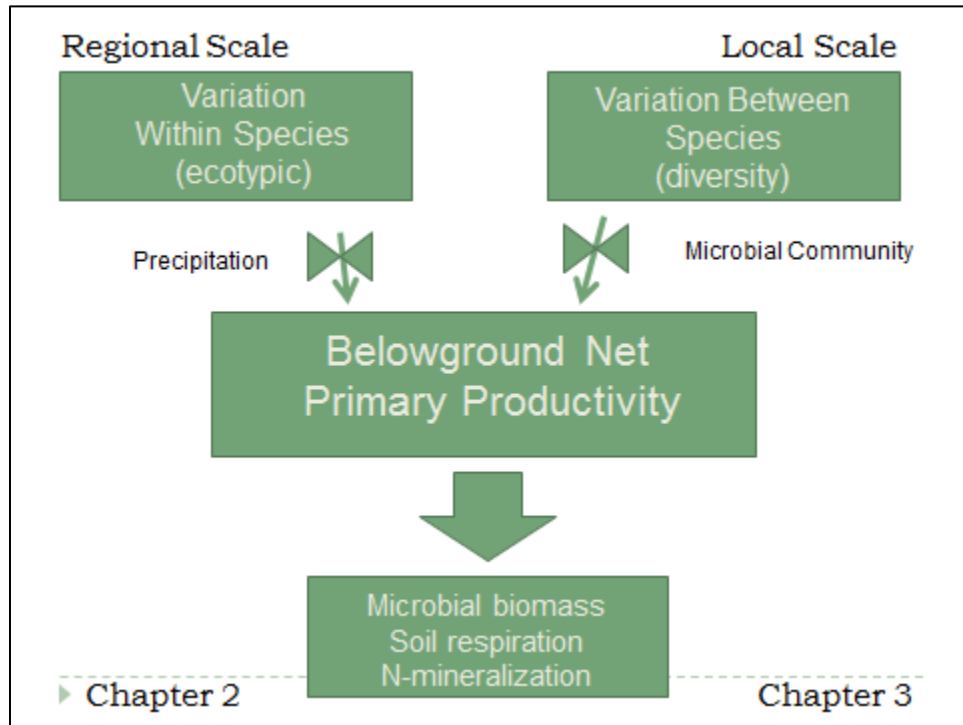 Regional Scale
Local Scale
Variation
Within Species
(ecotypic)
Variation Between
Species
(diversity)
Precipitation
Microbial Community
Belowground Net
Primary Productivity
Microbial biomass
Soil respiration
N-mineralization
Chapter 2
Chapter 3